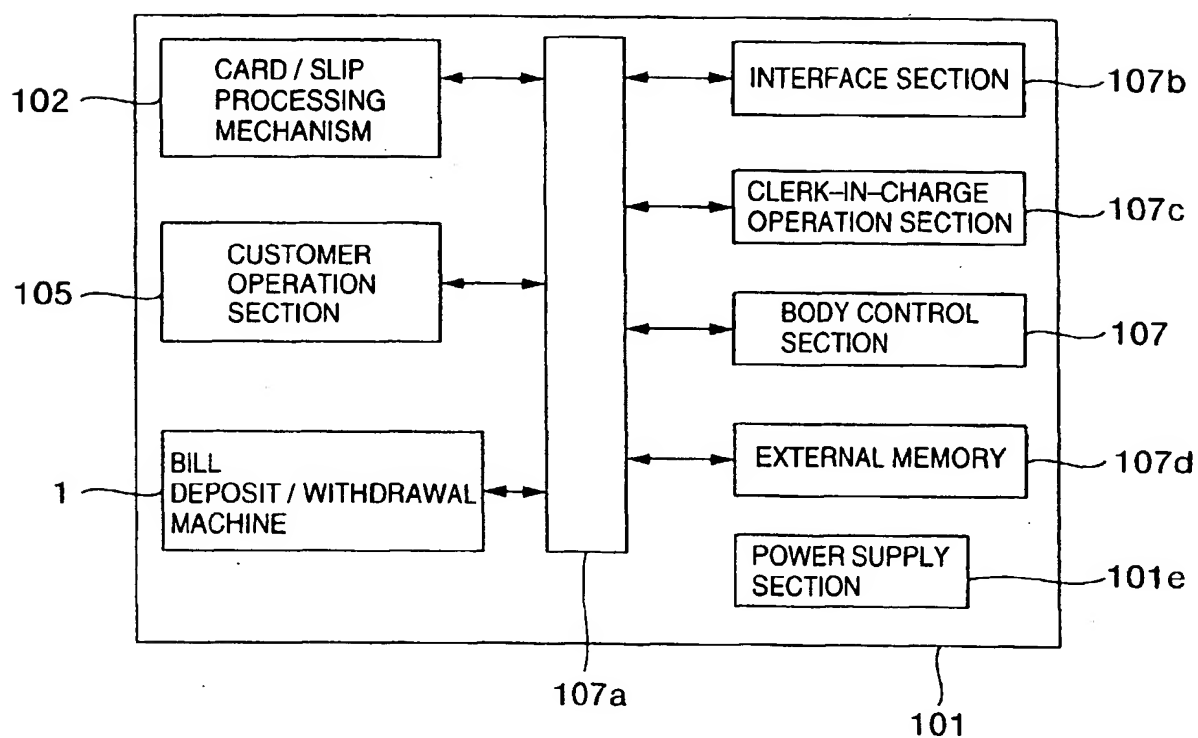 CARD / SLIP
PROCESSING
MECHANISM
102
CUSTOMER
OPERATION
SECTION
105
BILL
DEPOSIT / WITHDRAWAL
MACHINE
1
INTERFACE SECTION
107b
CLERK–IN–CHARGE
OPERATION SECTION
107c
BODY CONTROL
SECTION
107
EXTERNAL MEMORY
107d
POWER SUPPLY
SECTION
101e
107a
101